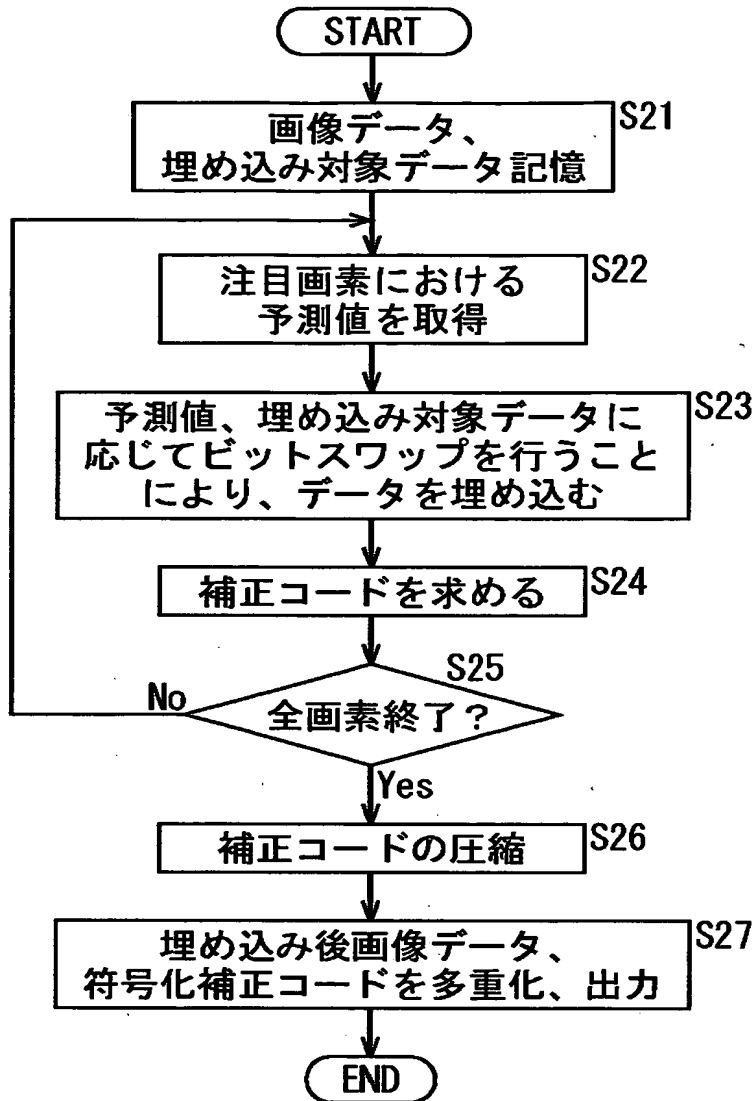 START
S21
画像データ、
埋め込み対象データ記憶
S22
注目画素における
予測値を取得
S23
予測値、埋め込み対象データに
応じてビットスワップを行うこと
により、データを埋め込む
S24
補正コードを求める
S25
No
全画素終了?
Yes
S26
補正コードの圧縮
S27
埋め込み後画像データ、
符号化補正コードを多重化、出力
END